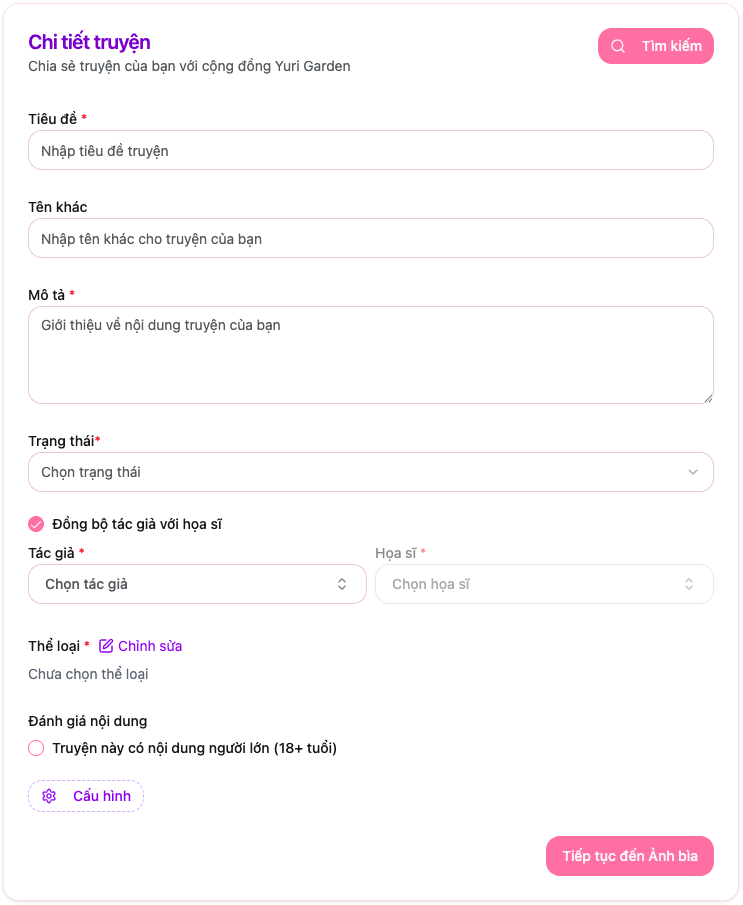 Chi tiết truyện
Tìm kiếm
Chia sẻ truyện của bạn với cộng đồng Yuri Garden
Tiêu đề *
Nhập tiêu đề truyện
Tên khác
Nhập tên khác cho truyện của bạn
Mô tả *
Giới thiệu về nội dung truyện của bạn
Trạng thái*
Chọn trạng thái
Đồng bộ tác giả với họa sĩ
Tác giả * Họa sĩ *
Chọn tác giả Chọn họa sĩ
Thể loại * Chỉnh sửa
Chưa chọn thể loại
Đánh giá nội dung
Truyện này có nội dung người lớn (18+ tuổi)
Cấu hình
Tiếp tục đến Ảnh bìa